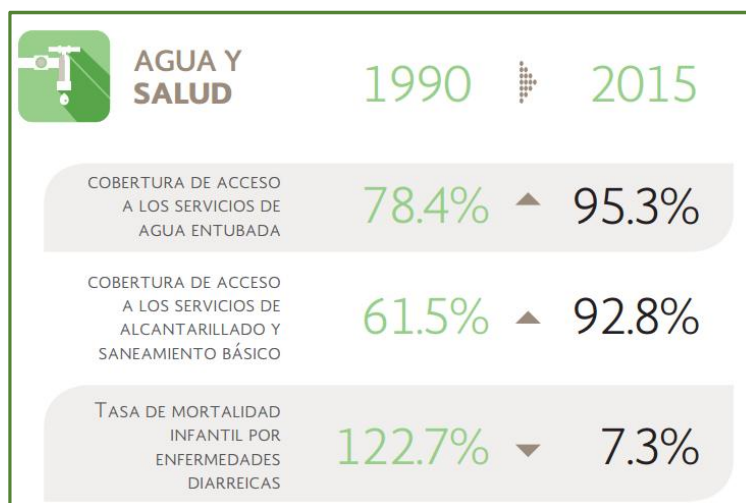 AGUA Y
SALUD
1990 2015
COBERTURA DE ACCESO
A LOS SERVICIOS DE
AGUA ENTUBADA
78.4% 95.3%
COBERTURA DE ACCESO
A LOS SERVICIOS DE
ALCANTARILLADO Y
SANEAMIENTO BÁSICO
61.5% 92.8%
TASA DE MORTALIDAD
INFANTIL POR
ENFERMEDADES
DIARREICAS
122.7% 7.3%